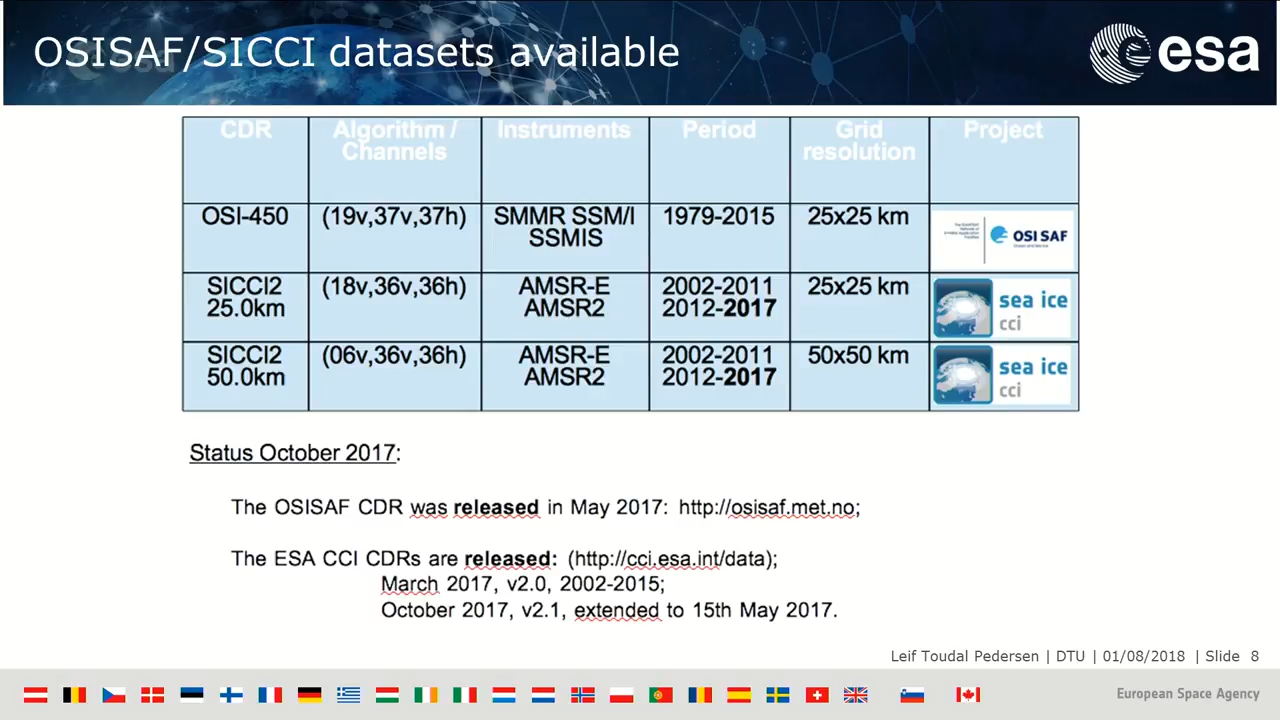 OSISAF/SICCI datasets available
esa
CDR
Algorithm /
Channels
Instruments
Period
Grid
resolution
Project
OSI-450
(19v,37v,37h)
SMMR SSM/I
SSMIS
1979-2015
25x25 km
OSI SAF
SICCI2
25.0km
(18v,36v,36h)
AMSR-E
AMSR2
2002-2011
2012-2017
25x25 km
sea ice
cci
SICCI2
50.0km
(06v,36v,36h)
AMSR-E
AMSR2
2002-2011
2012-2017
50x50 km
sea ice
cci
Status October 2017:
The OSISAF CDR was released in May 2017: http://osisaf.met.no;
The ESA CCI CDRs are released: (http://cci.esa.int/data);
March 2017, v2.0, 2002-2015;
October 2017, v2.1, extended to 15th May 2017.
Leif Toudal Pedersen | DTU | 01/08/2018 | Slide 8
European Space Agency